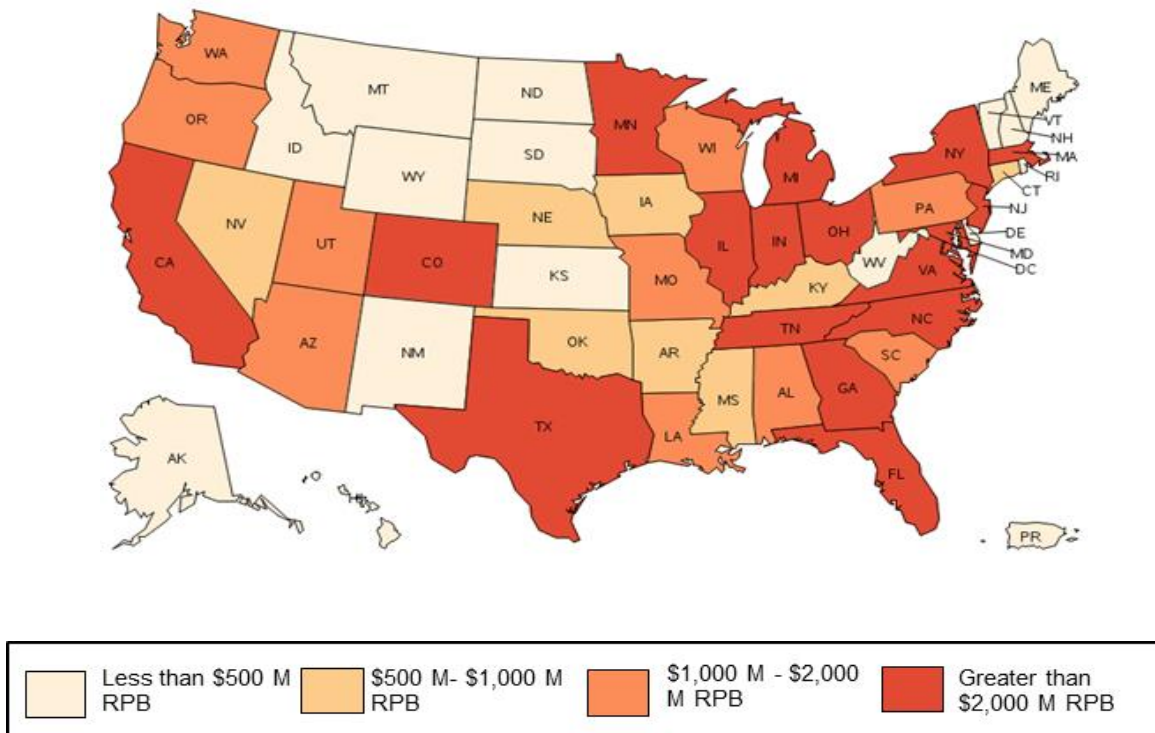 WA
MT
ND
ME
OR
MN
VT
ID
SD
WI
NH
NY
MA
WY
MI
RI
CT
IA
PA
NJ
NE
NV
OH
DE
UT
IL
IN
MD
CA
CO
WV
DC
KS
MO
VA
KY
NC
TN
AZ
OK
NM
AR
SC
MS
AL
GA
TX
LA
AK
FL
HI
PR
Less than $500 M
RPB
$500 M- $1,000 M
RPB
$1,000 M - $2,000
M RPB
Greater than
$2,000 M RPB